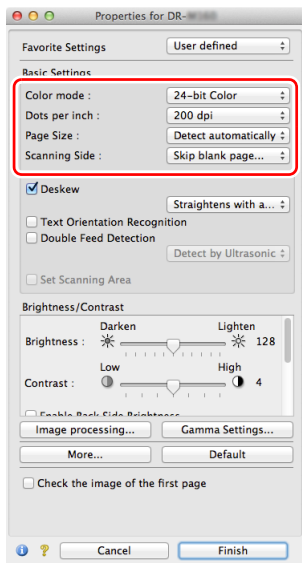 Properties for DR-
Favorite Settings User defined
Basic Settings
Color mode : 24-bit Color
Dots per inch : 200 dpi
Page Size : Detect automatically
Scanning Side : Skip blank page...
Deskew
Straightens with a...
Text Orientation Recognition
Double Feed Detection
Detect by Ultrasonic
Set Scanning Area
Brightness/Contrast
Darken Lighten
Brightness : 128
Low High
Contrast : 4
Enable Back Side Brightness
Image processing... Gamma Settings...
More... Default
Check the image of the first page
Cancel Finish